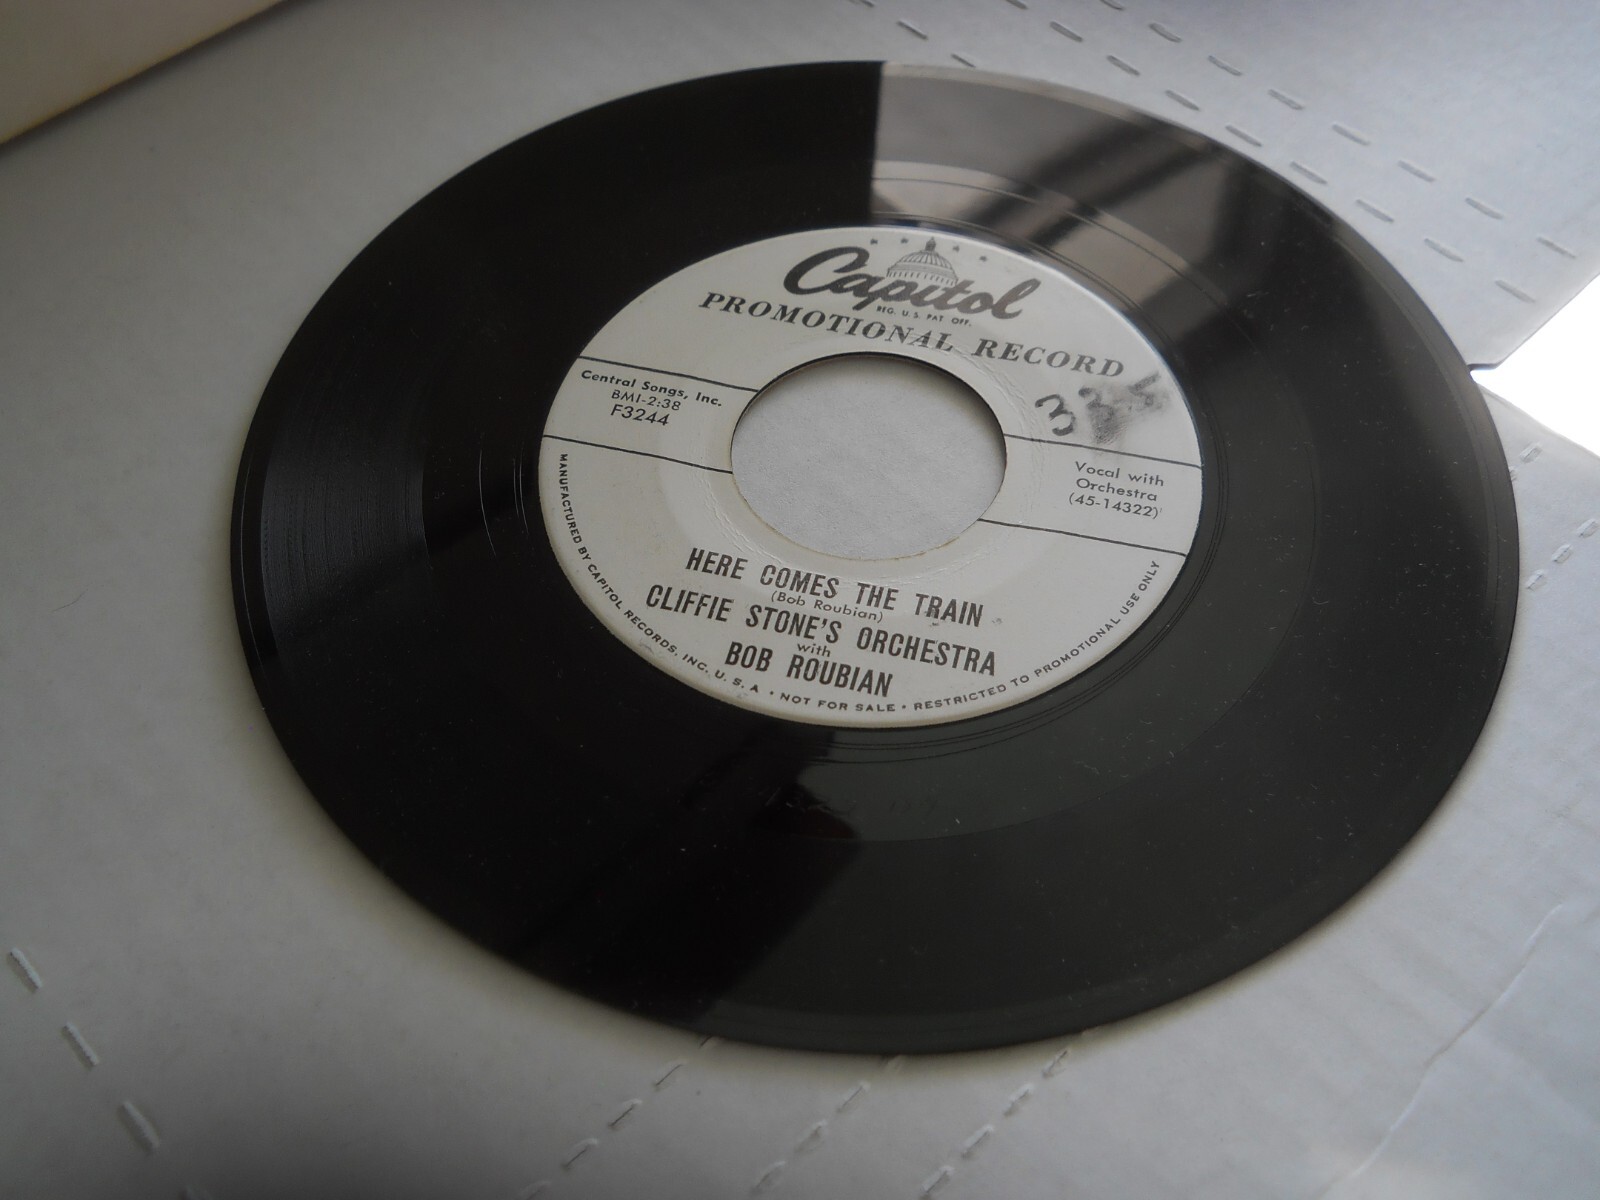 Capitol
REG. U.S. PAT. OFF.
PROMOTIONAL RECORD
Central Songs, Inc.
BMI-2:38
F3244
Vocal with
Orchestra
(45-14322)
HERE COMES THE TRAIN
(Bob Roubian)
CLIFFIE STONE'S ORCHESTRA
with
BOB ROUBIAN
MANUFACTURED BY CAPITOL RECORDS, INC. U.S.A • NOT FOR SALE • RESTRICTED TO PROMOTIONAL USE ONLY